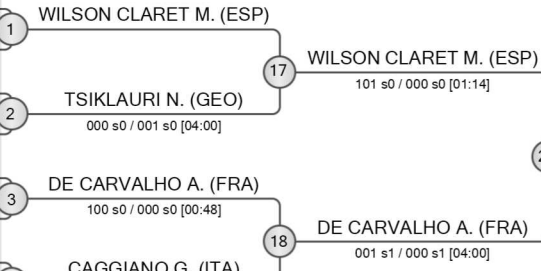 WILSON CLARET M. (ESP)
1
17
WILSON CLARET M. (ESP)
101 s0 / 000 s0 [01:14]
2
TSIKLAURI N. (GEO)
000 s0 / 001 s0 [04:00]
3
DE CARVALHO A. (FRA)
100 s0 / 000 s0 [00:48]
18
DE CARVALHO A. (FRA)
001 s1 / 000 s1 [04:00]
CAGGIANO G. (ITA)